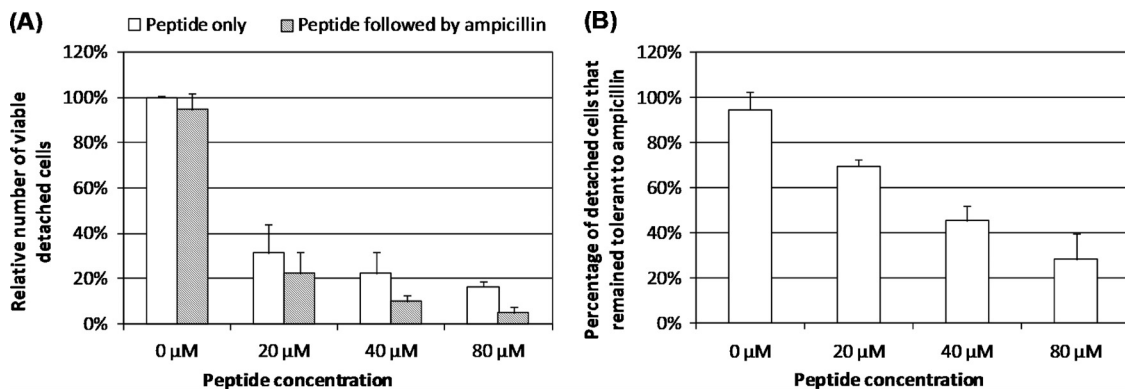 (A)
Peptide only
Peptide followed by ampicillin
Relative number of viable
detached cells
120%
100%
80%
60%
40%
20%
0%
0 µM
20 µM
40 µM
80 µM
Peptide concentration
(B)
Percentage of detached cells that
remained tolerant to ampicillin
120%
100%
80%
60%
40%
20%
0%
0 µM
20 µM
40 µM
80 µM
Peptide concentration